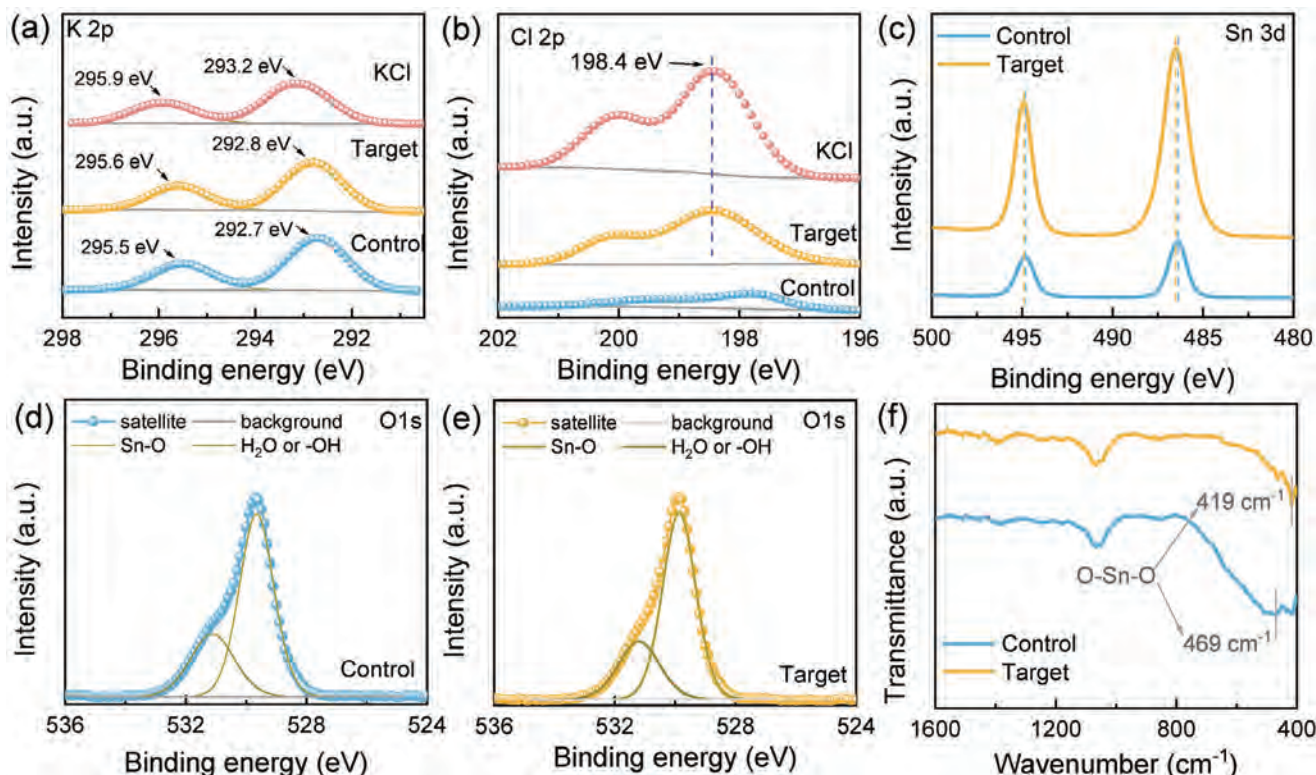 (a)
K 2p
295.9 eV
293.2 eV
KCl
295.6 eV
292.8 eV
Target
295.5 eV
292.7 eV
Control
Intensity (a.u.)
298 296 294 292
Binding energy (eV)
(b)
Cl 2p
198.4 eV
KCl
Target
Control
Intensity (a.u.)
202 200 198 196
Binding energy (eV)
(c)
Control
Target
Sn 3d
Intensity (a.u.)
500 495 490 485 480
Binding energy (eV)
(d)
satellite background O1s
Sn-O H₂O or -OH
Control
Intensity (a.u.)
536 532 528 524
Binding energy (eV)
(e)
satellite background O1s
Sn-O H₂O or -OH
Target
Intensity (a.u.)
536 532 528 524
Binding energy (eV)
(f)
419 cm⁻¹
O-Sn-O
469 cm⁻¹
Control
Target
Transmittance (a.u.)
1600 1200 800 400
Wavenumber (cm⁻¹)